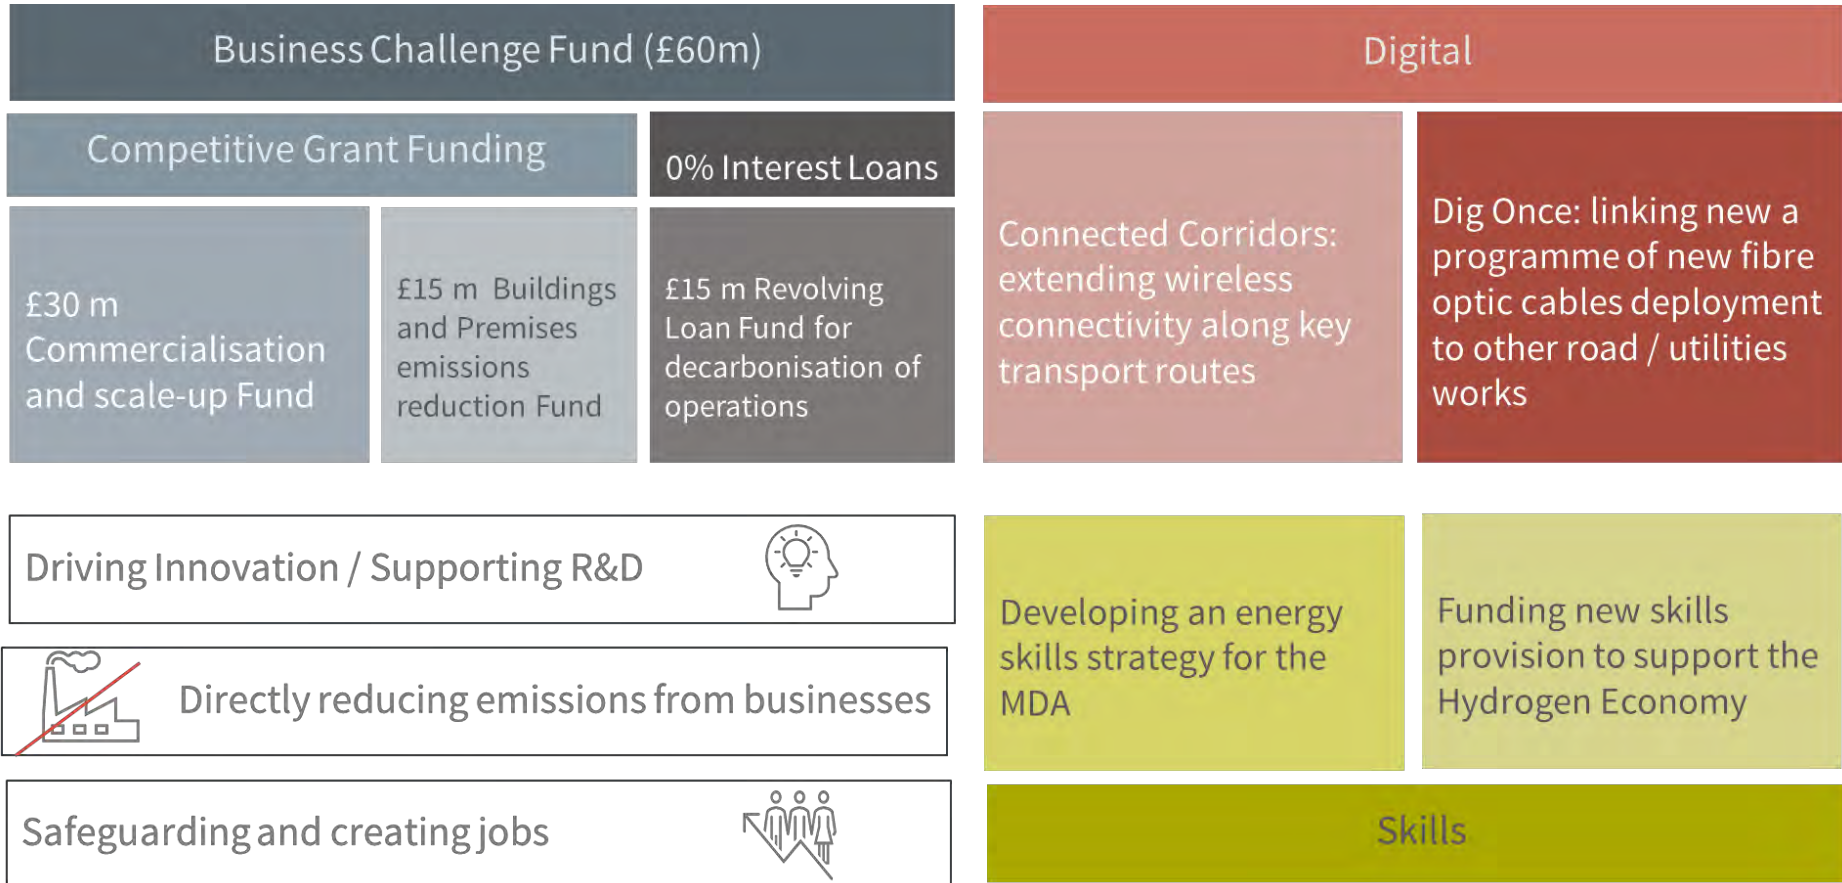 Business Challenge Fund (£60m)
Competitive Grant Funding
0% Interest Loans
£30 m
Commercialisation
and scale-up Fund
£15 m Buildings
and Premises
emissions
reduction Fund
£15 m Revolving
Loan Fund for
decarbonisation of
operations
Digital
Connected Corridors:
extending wireless
connectivity along key
transport routes
Dig Once: linking new a
programme of new fibre
optic cables deployment
to other road / utilities
works
Driving Innovation / Supporting R&D
Directly reducing emissions from businesses
Safeguarding and creating jobs
Developing an energy
skills strategy for the
MDA
Funding new skills
provision to support the
Hydrogen Economy
Skills